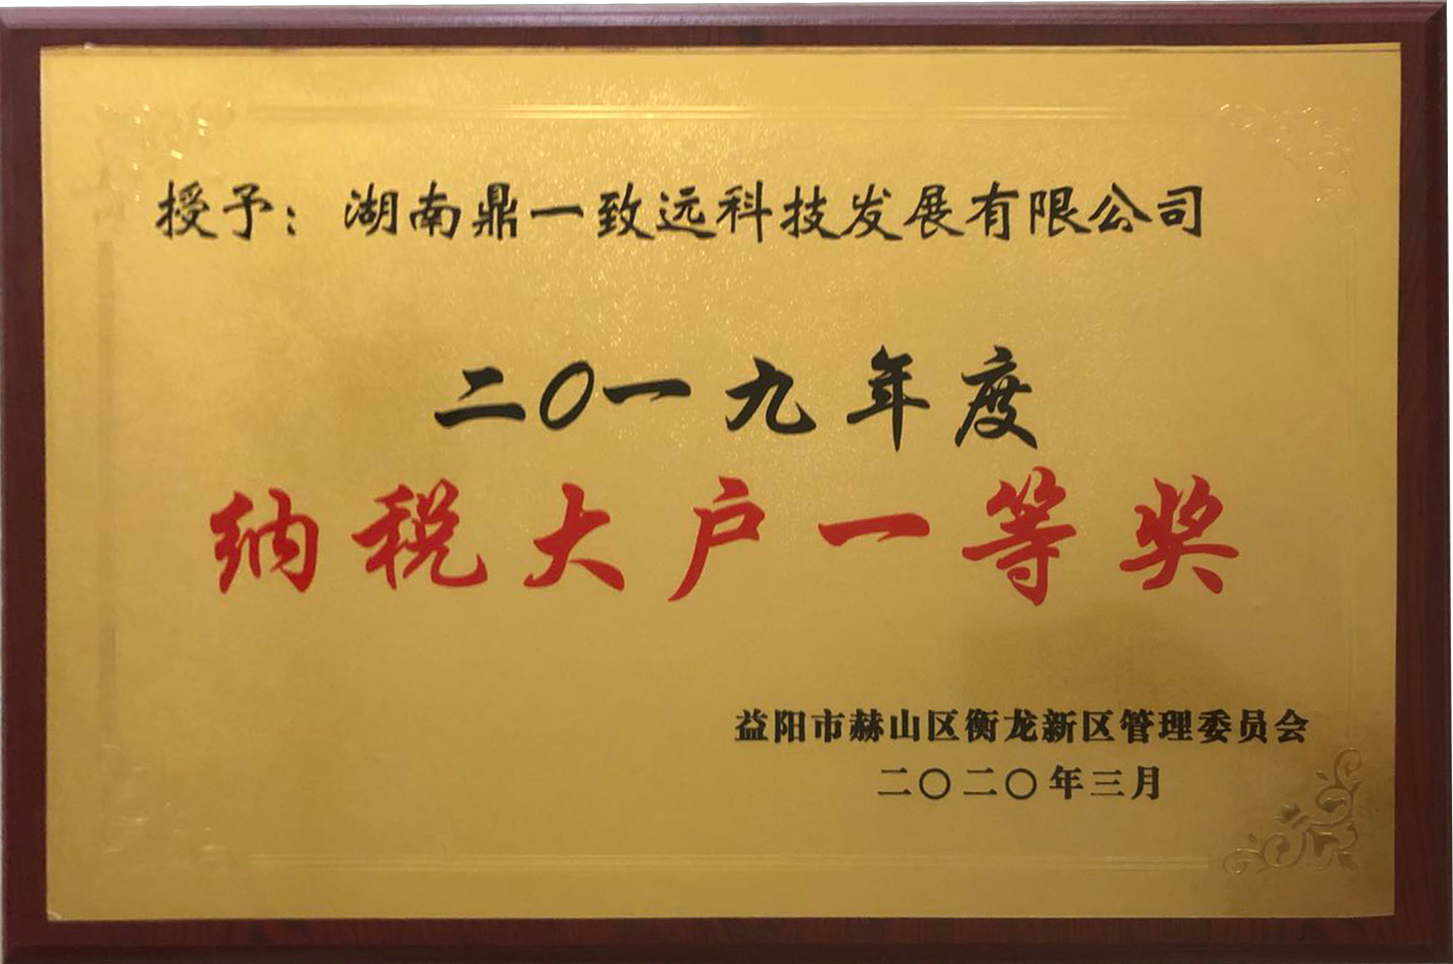 授予：湖南鼎一致远科技发展有限公司
二〇一九年度
纳税大户一等奖
益阳市赫山区衡龙新区管理委员会
二〇二〇年三月